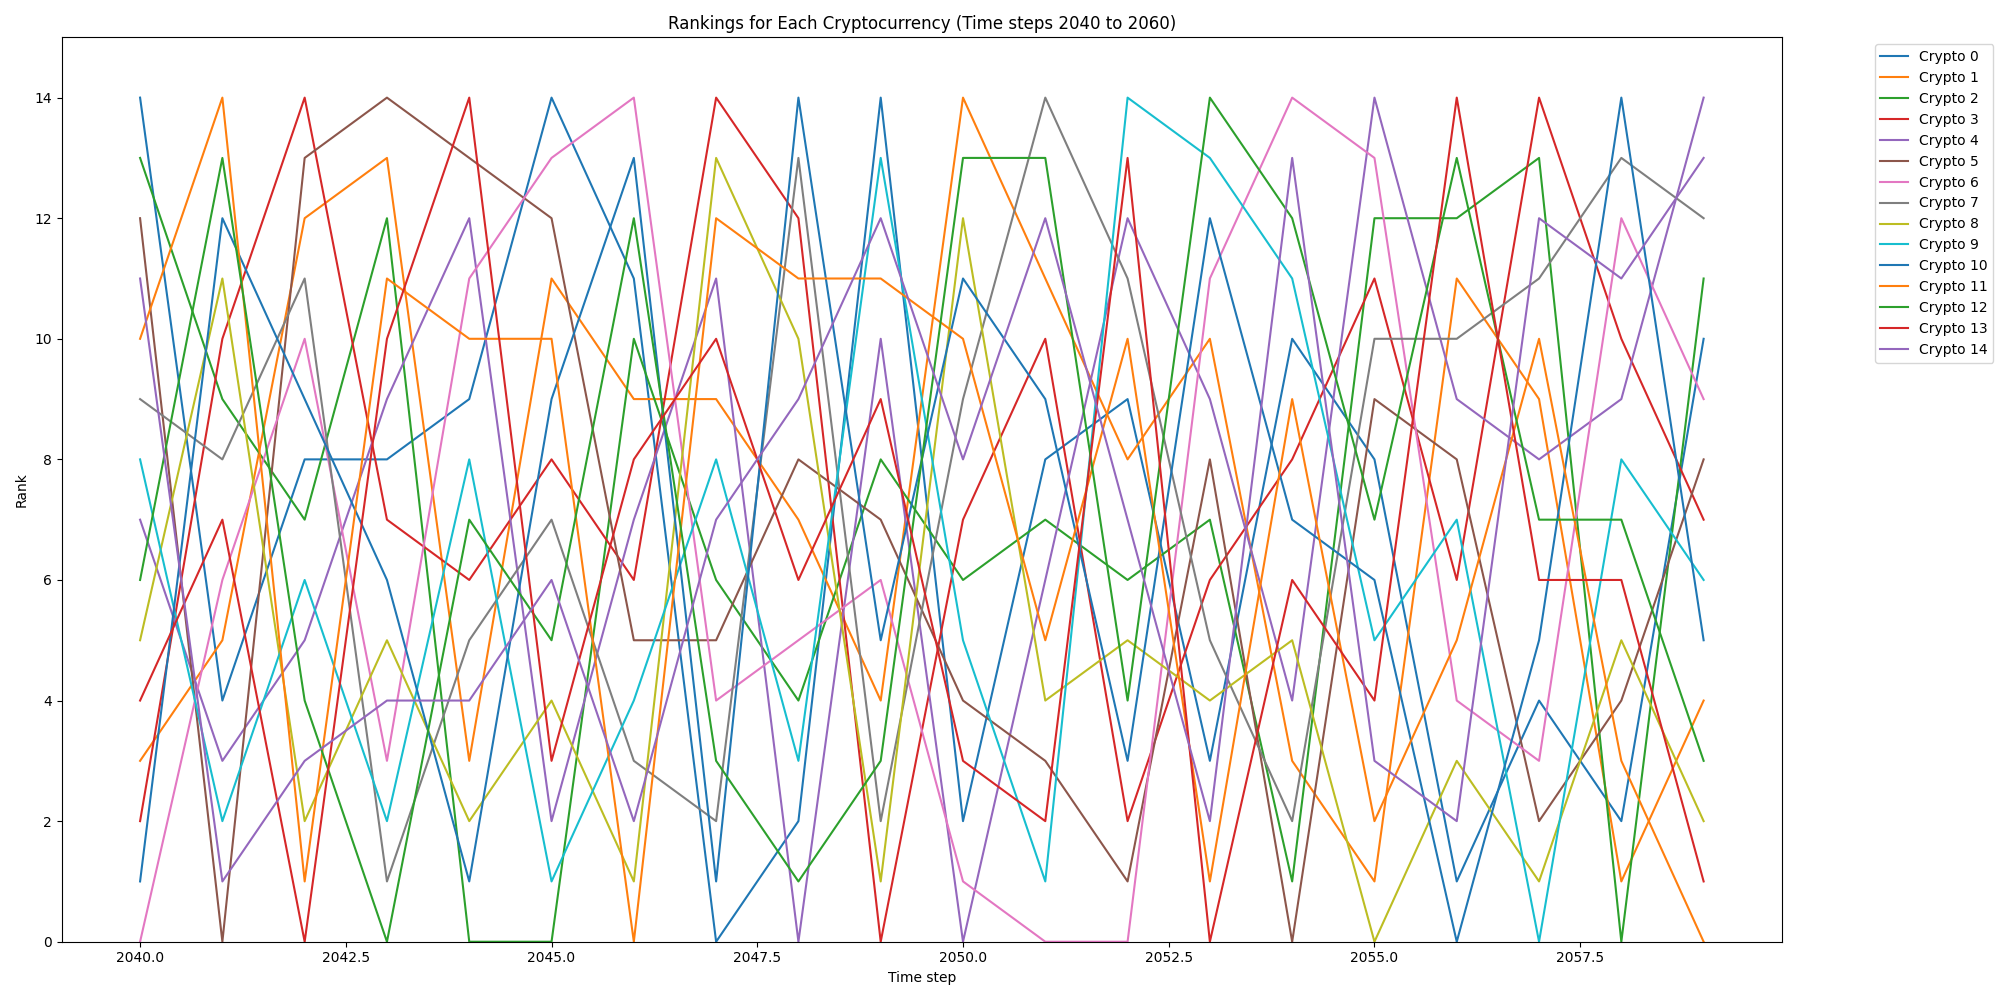 Rankings for Each Cryptocurrency (Time steps 2040 to 2060)
Rank
14
12
10
8
6
4
2
0
2040.0 2042.5 2045.0 2047.5 2050.0 2052.5 2055.0 2057.5
Time step
Crypto 0
Crypto 1
Crypto 2
Crypto 3
Crypto 4
Crypto 5
Crypto 6
Crypto 7
Crypto 8
Crypto 9
Crypto 10
Crypto 11
Crypto 12
Crypto 13
Crypto 14